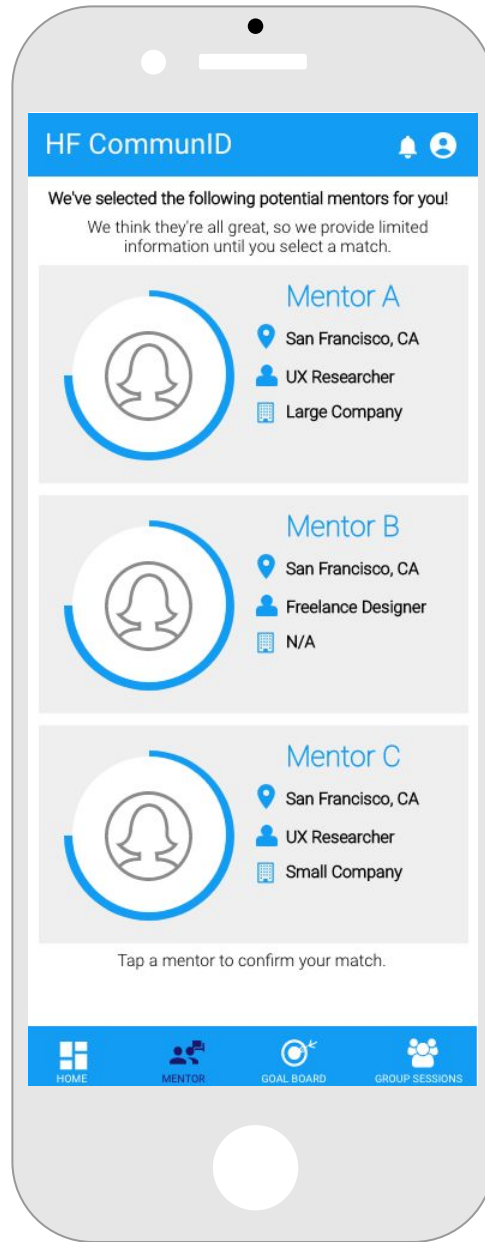 HF CommunID
We've selected the following potential mentors for you!
We think they're all great, so we provide limited
information until you select a match.
Mentor A
San Francisco, CA
UX Researcher
Large Company
Mentor B
San Francisco, CA
Freelance Designer
N/A
Mentor C
San Francisco, CA
UX Researcher
Small Company
Tap a mentor to confirm your match.
HOME MENTOR GOAL BOARD GROUP SESSIONS